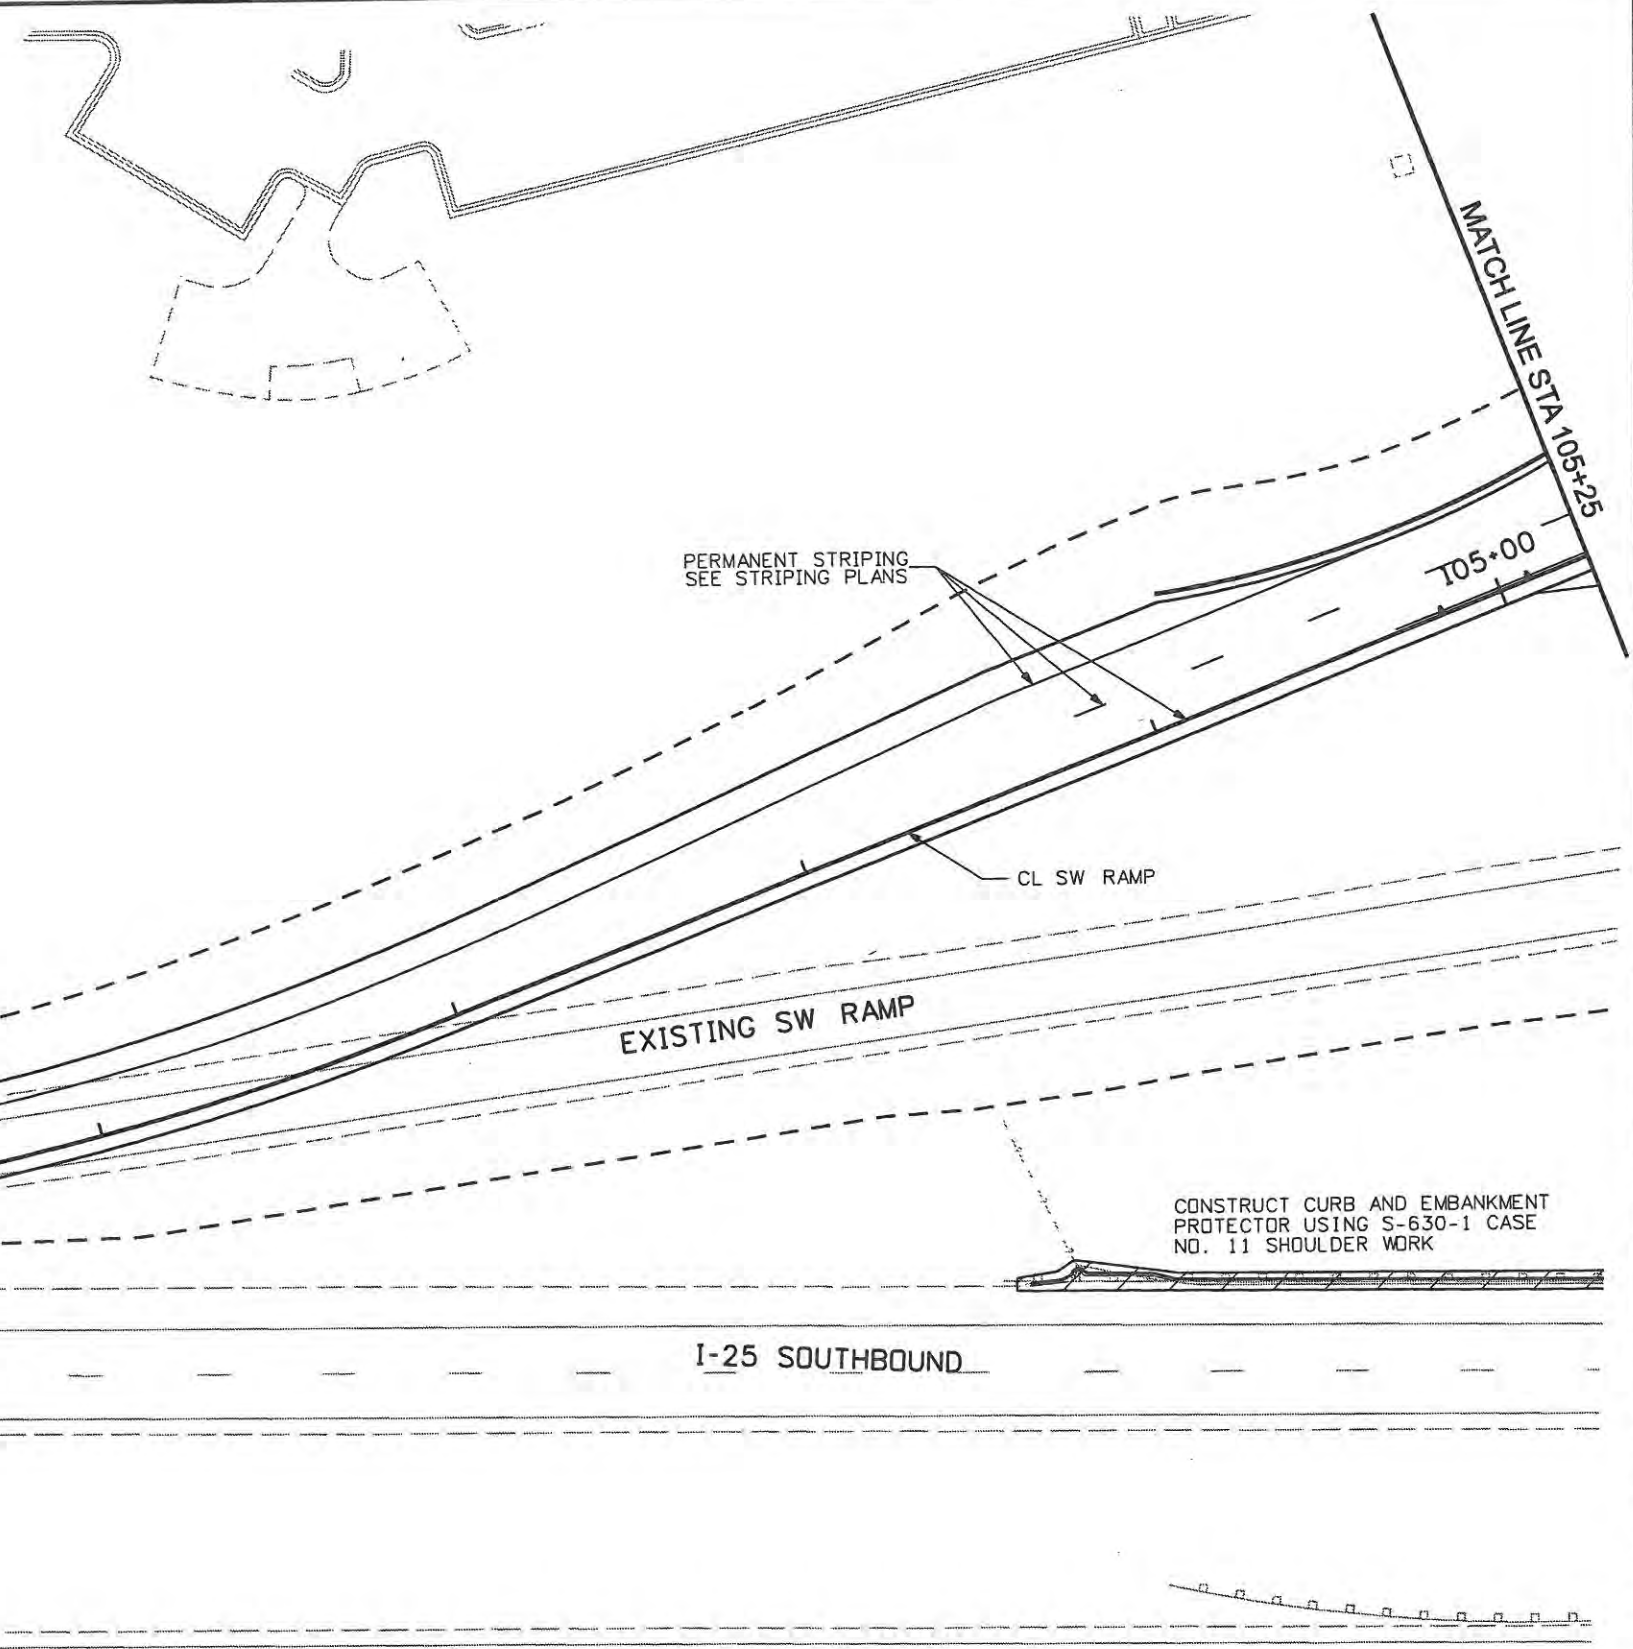 MATCH LINE STA 105+25
PERMANENT STRIPING
SEE STRIPING PLANS
105+00
CL SW RAMP
EXISTING SW RAMP
CONSTRUCT CURB AND EMBANKMENT
PROTECTOR USING S-630-1 CASE
NO. 11 SHOULDER WORK
I-25 SOUTHBOUND